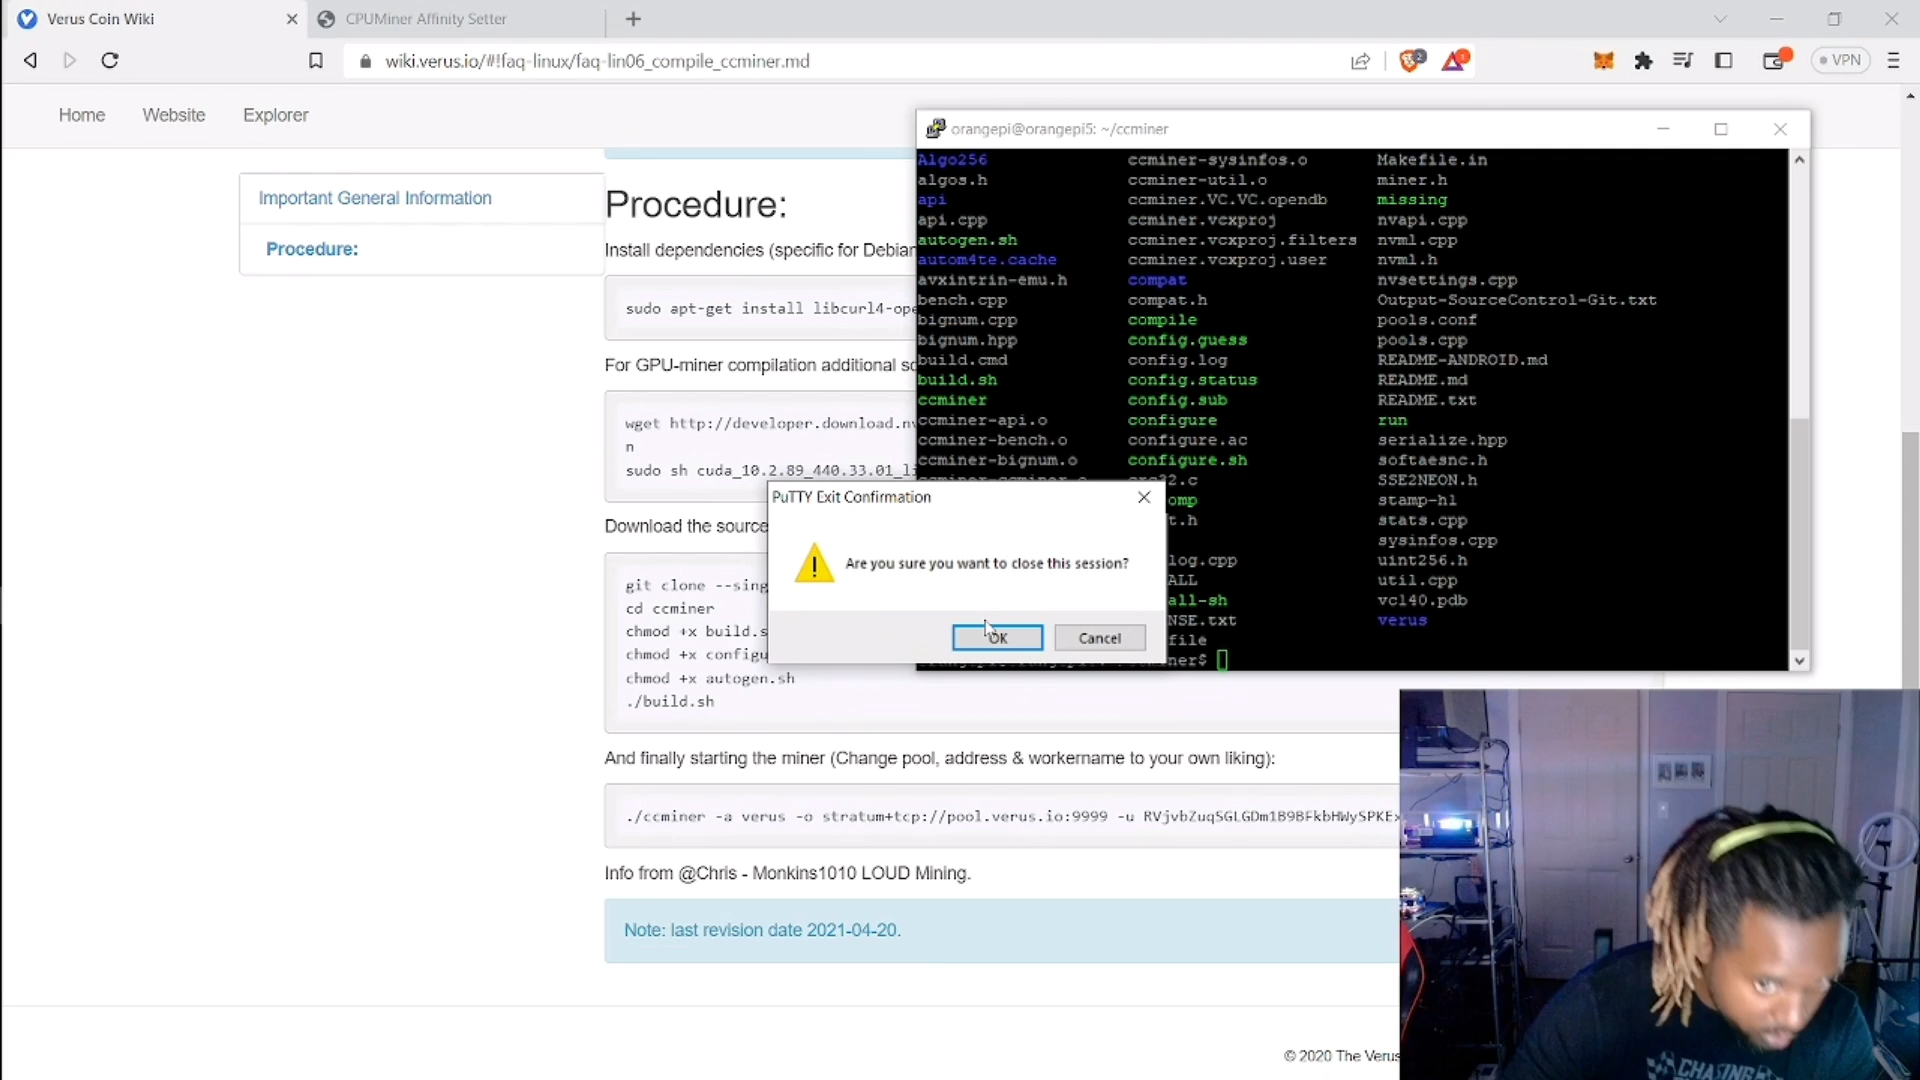 Verus Coin Wiki
CPUMiner Affinity Setter
wiki.verus.io/#!faq-linux/faq-lin06_compile_ccminer.md
2
1
VPN
Home
Website
Explorer
Important General Information
Procedure:
Procedure:
Install dependencies (specific for Debian
sudo apt-get install libcurl4-ope
For GPU-miner compilation additional so
wget http://developer.download.nv
n
sudo sh cuda_10.2.89_440.33.01_li
Download the source
git clone --sing
cd ccminer
chmod +x build.s
chmod +x configu
chmod +x autogen.sh
./build.sh
And finally starting the miner (Change pool, address & workername to your own liking):
./ccminer -a verus -o stratum+tcp://pool.verus.io:9999 -u RVjvbZuqSGLGDm1B9BFkbHWySPKEx
Info from @Chris - Monkins1010 LOUD Mining.
Note: last revision date 2021-04-20.
© 2020 The Verus
orangepi@orangepi5: ~/ccminer
Algo256 ccminer-sysinfos.o Makefile.in
algos.h ccminer-util.o miner.h
api ccminer.VC.VC.opendb missing
api.cpp ccminer.vcxproj nvapi.cpp
autogen.sh ccminer.vcxproj.filters nvml.cpp
autom4te.cache ccminer.vcxproj.user nvml.h
avxintrin-emu.h compat nvsettings.cpp
bench.cpp compat.h Output-SourceControl-Git.txt
bignum.cpp compile pools.conf
bignum.hpp config.guess pools.cpp
build.cmd config.log README-ANDROID.md
build.sh config.status README.md
ccminer config.sub README.txt
ccminer-api.o configure run
ccminer-bench.o configure.ac serialize.hpp
ccminer-bignum.o configure.sh softaesnc.h
SSE2NEON.h
omp stamp-h1
t.h stats.cpp
sysinfos.cpp
log.cpp uint256.h
ALL util.cpp
all-sh vc140.pdb
NSE.txt verus
file
miner$
PuTTY Exit Confirmation
Are you sure you want to close this session?
OK
Cancel
CHASING